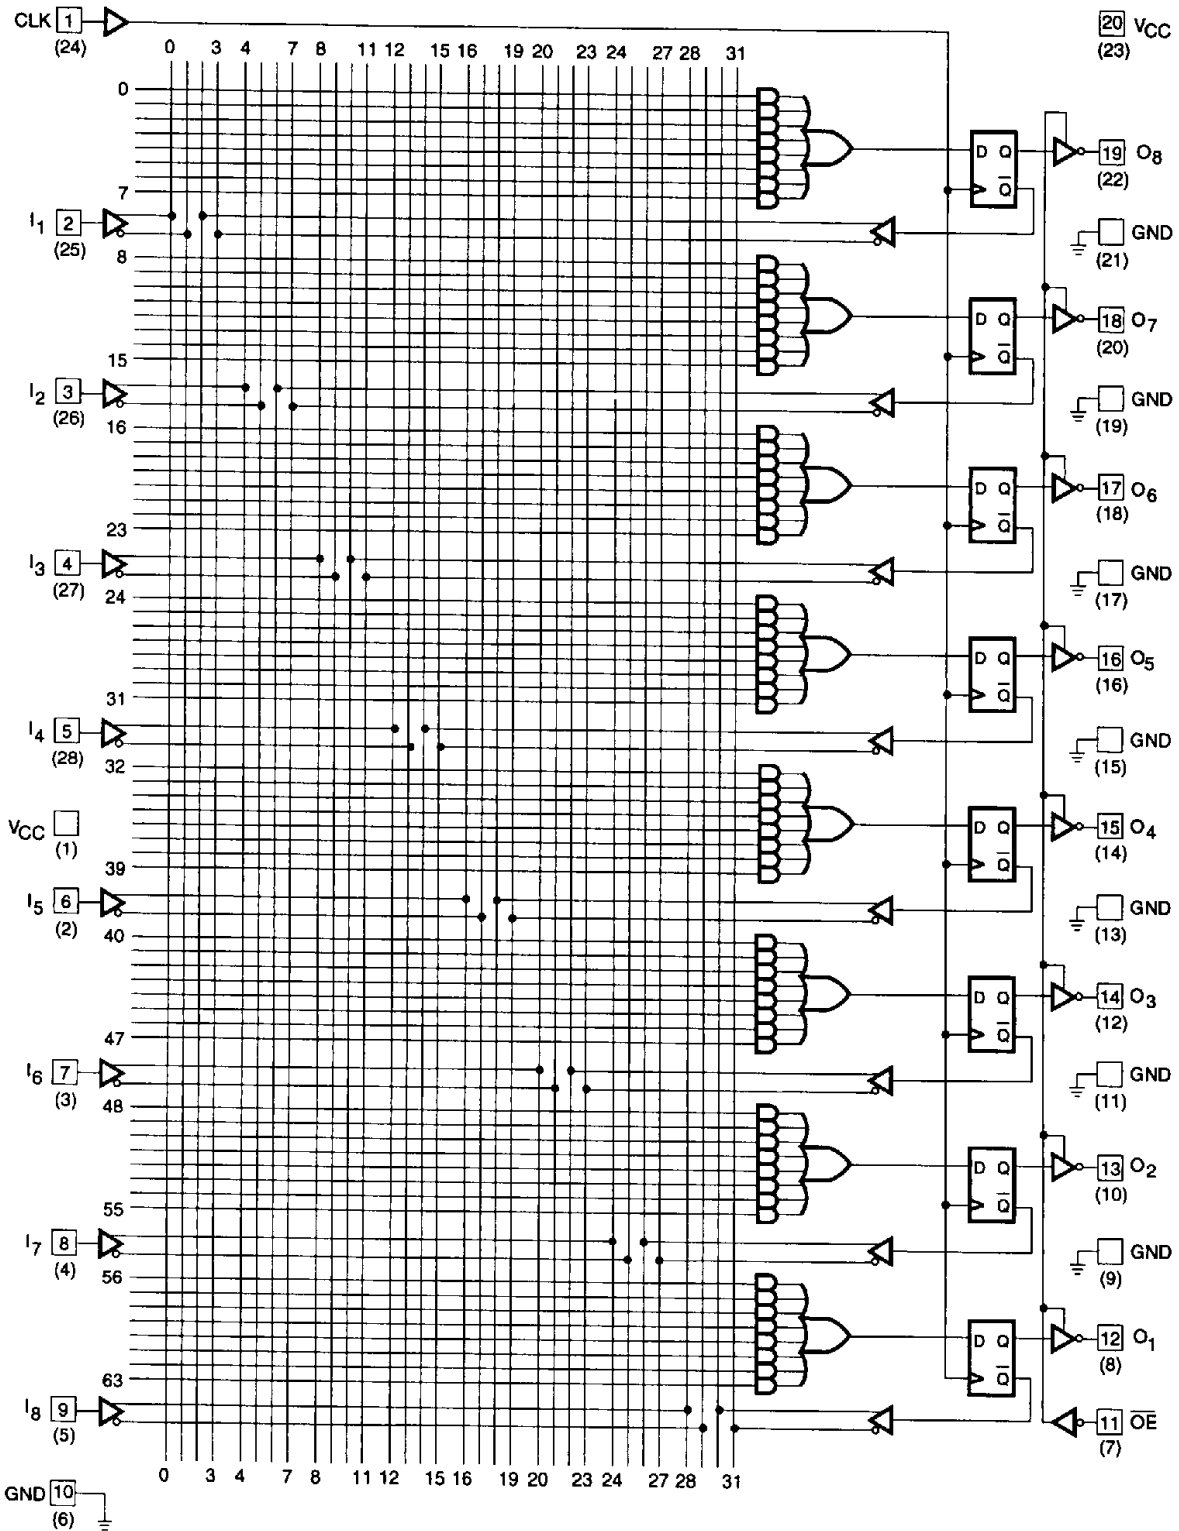 CLK 1
(24)
20 VCC
(23)
0 3 4 7 8 11 12 15 16 19 20 23 24 27 28 31
0
D Q
19 O8
(22)
7
Q̅
I1 2
(25)
GND
(21)
8
D Q
18 O7
(20)
15
Q̅
I2 3
(26)
GND
(19)
16
D Q
17 O6
(18)
23
Q̅
I3 4
(27)
GND
(17)
24
D Q
16 O5
(16)
31
Q̅
I4 5
(28)
GND
(15)
32
VCC
(1)
D Q
15 O4
(14)
39
Q̅
I5 6
(2)
GND
(13)
40
D Q
14 O3
(12)
47
Q̅
I6 7
(3)
GND
(11)
48
D Q
13 O2
(10)
55
Q̅
I7 8
(4)
GND
(9)
56
D Q
12 O1
(8)
63
Q̅
I8 9
(5)
11 O̅E̅
(7)
0 3 4 7 8 11 12 15 16 19 20 23 24 27 28 31
GND 10
(6)